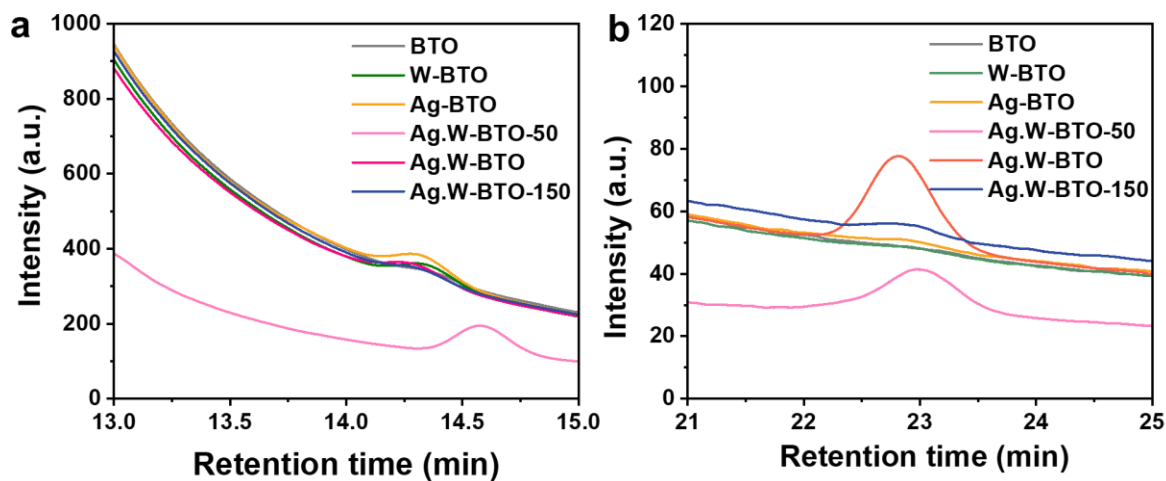 a
1000
800
600
400
200
0
Intensity (a.u.)
BTO
W-BTO
Ag-BTO
Ag.W-BTO-50
Ag.W-BTO
Ag.W-BTO-150
13.0 13.5 14.0 14.5 15.0
Retention time (min)
b
120
100
80
60
40
20
0
Intensity (a.u.)
BTO
W-BTO
Ag-BTO
Ag.W-BTO-50
Ag.W-BTO
Ag.W-BTO-150
21 22 23 24 25
Retention time (min)